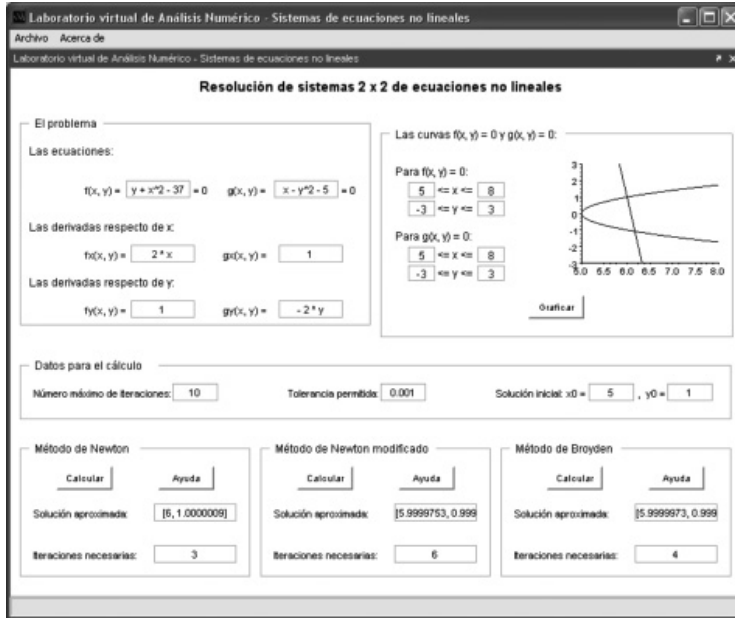 Laboratorio virtual de Análisis Numérico - Sistemas de ecuaciones no lineales
Archivo Acerca de
Laboratorio virtual de Análisis Numérico - Sistemas de ecuaciones no lineales
Resolución de sistemas 2 x 2 de ecuaciones no lineales
El problema
Las ecuaciones:
f(x, y) = y + x^2 - 37 = 0 g(x, y) = x - y^2 - 5 = 0
Las derivadas respecto de x:
fx(x, y) = 2 * x gx(x, y) = 1
Las derivadas respecto de y:
fy(x, y) = 1 gy(x, y) = - 2 * y
Las curvas f(x, y) = 0 y g(x, y) = 0:
Para f(x, y) = 0:
5 <= x <= 8
-3 <= y <= 3
Para g(x, y) = 0:
5 <= x <= 8
-3 <= y <= 3
3
2
1
0
-1
-2
-3
5.0 5.5 6.0 6.5 7.0 7.5 8.0
Graficar
Datos para el cálculo
Número máximo de iteraciones: 10 Tolerancia permitida: 0.001 Solución inicial: x0 = 5 , y0 = 1
Método de Newton
Calcular Ayuda
Solución aproximada: [6, 1.0000009]
Iteraciones necesarias: 3
Método de Newton modificado
Calcular Ayuda
Solución aproximada: [5.9999753, 0.999
Iteraciones necesarias: 6
Método de Broyden
Calcular Ayuda
Solución aproximada: [5.9999973, 0.999
Iteraciones necesarias: 4